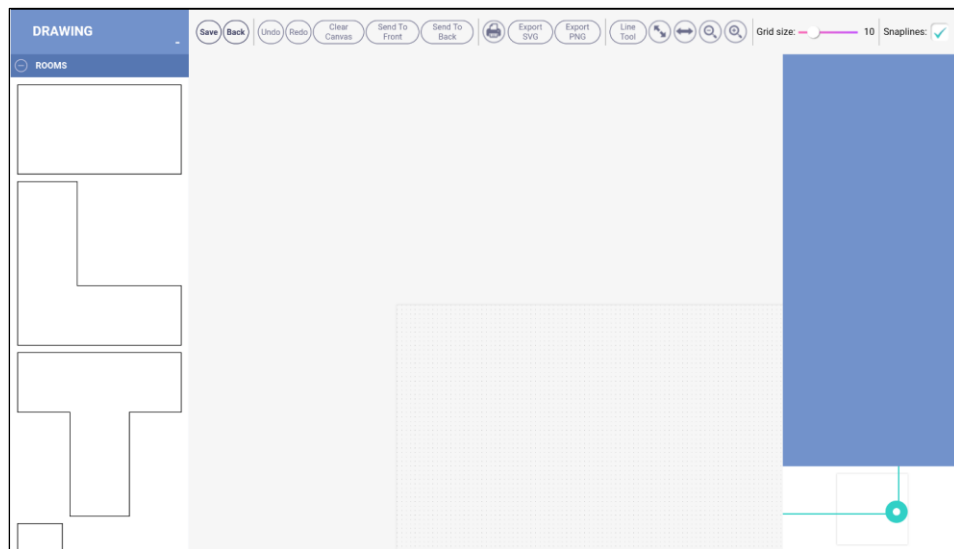 DRAWING
-
ROOMS
Save
Back
Undo
Redo
Clear
Canvas
Send To
Front
Send To
Back
Export
SVG
Export
PNG
Line
Tool
Grid size:
10
Snaplines: